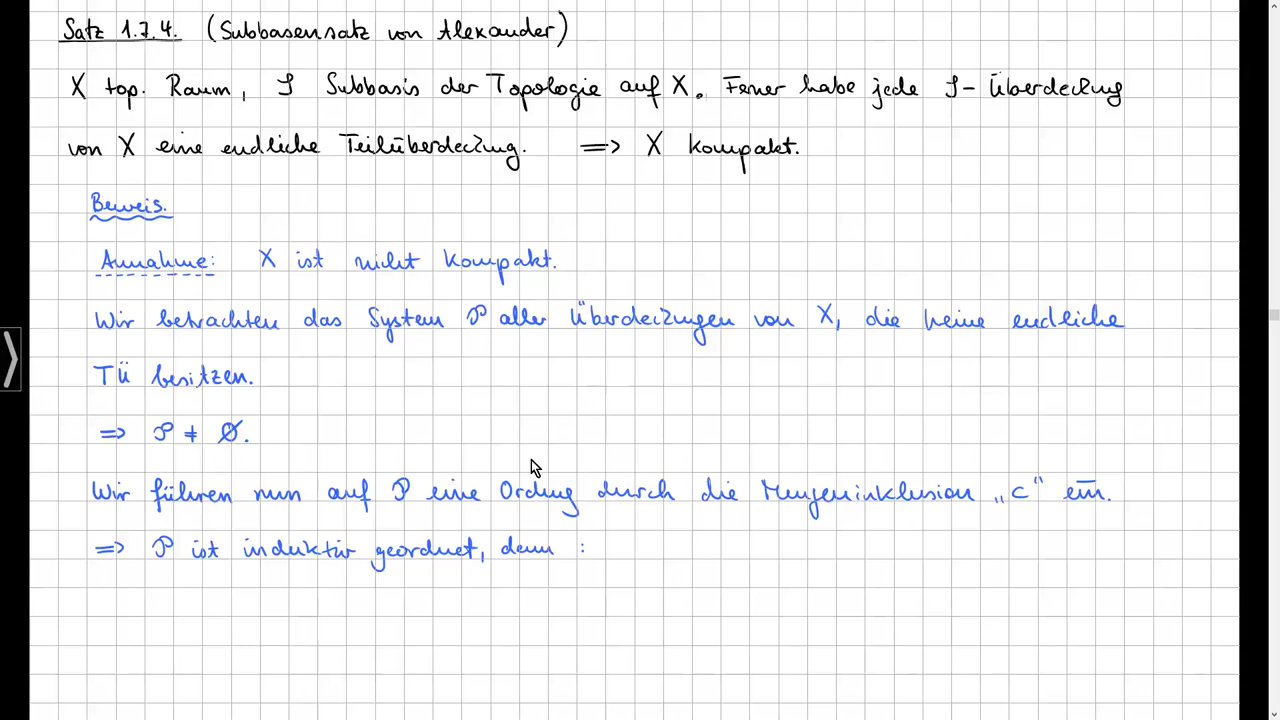 Satz 1.7.4. (Subbasensatz von Alexander)
X top. Raum, S Subbasis der Topologie auf X. Ferner habe jede S-Überdeckung
von X eine endliche Teilüberdeckung. ⟹ X kompakt.
Beweis.
Annahme: X ist nicht kompakt.
Wir betrachten das System P aller Überdeckungen von X, die keine endliche
TÜ besitzen.
⟹ P ≠ Ø.
Wir führen nun auf P eine Ordnung durch die Mengeninklusion „⊂" ein.
⟹ P ist induktiv geordnet, denn :